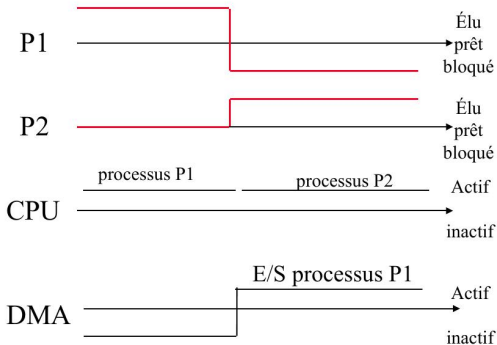 Élu
P1
prêt
bloqué
Élu
P2
prêt
bloqué
processus P1
processus P2
Actif
CPU
inactif
E/S processus P1
Actif
DMA
inactif